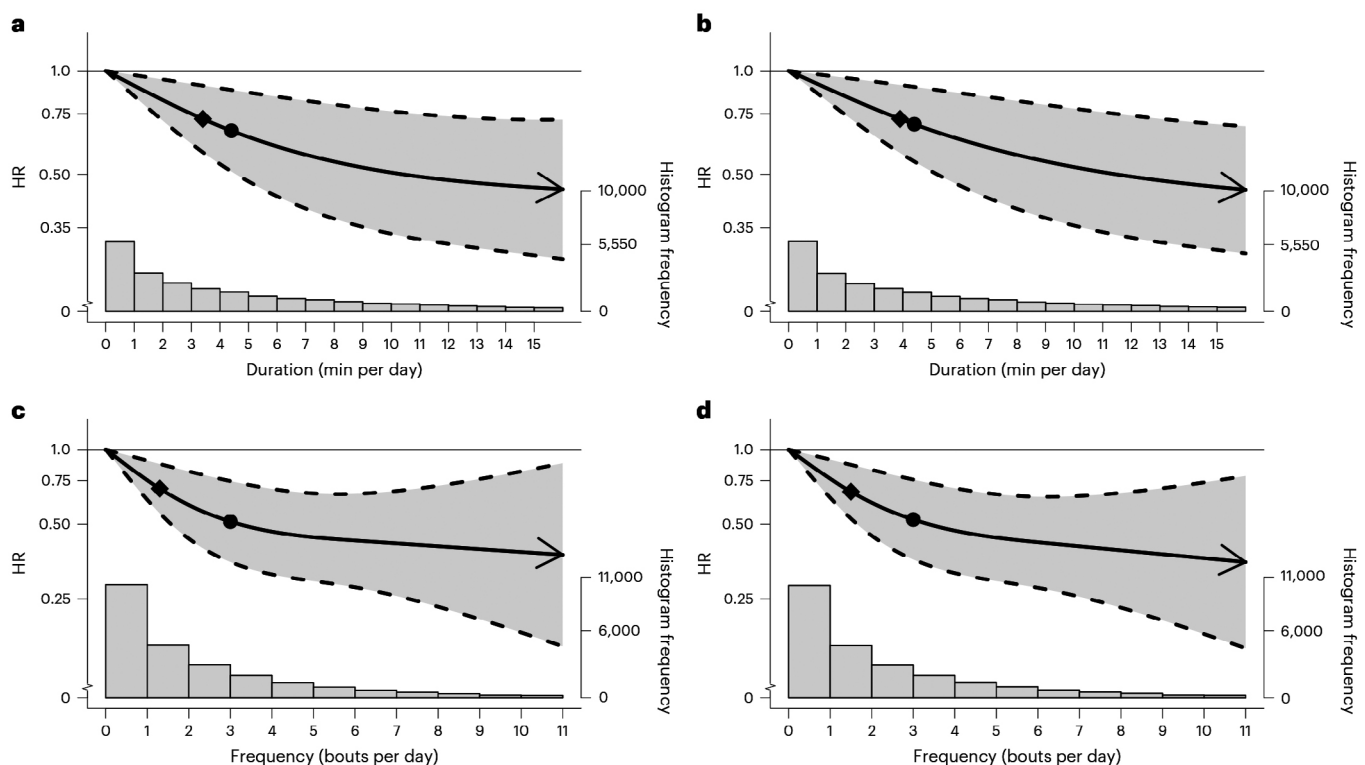 a
HR
1.0
0.75
0.50
0.35
0
10,000
5,550
0
Histogram frequency
0 1 2 3 4 5 6 7 8 9 10 11 12 13 14 15
Duration (min per day)
b
HR
1.0
0.75
0.50
0.35
0
10,000
5,550
0
Histogram frequency
0 1 2 3 4 5 6 7 8 9 10 11 12 13 14 15
Duration (min per day)
c
HR
1.0
0.75
0.50
0.25
0
11,000
6,000
0
Histogram frequency
0 1 2 3 4 5 6 7 8 9 10 11
Frequency (bouts per day)
d
HR
1.0
0.75
0.50
0.25
0
11,000
6,000
0
Histogram frequency
0 1 2 3 4 5 6 7 8 9 10 11
Frequency (bouts per day)